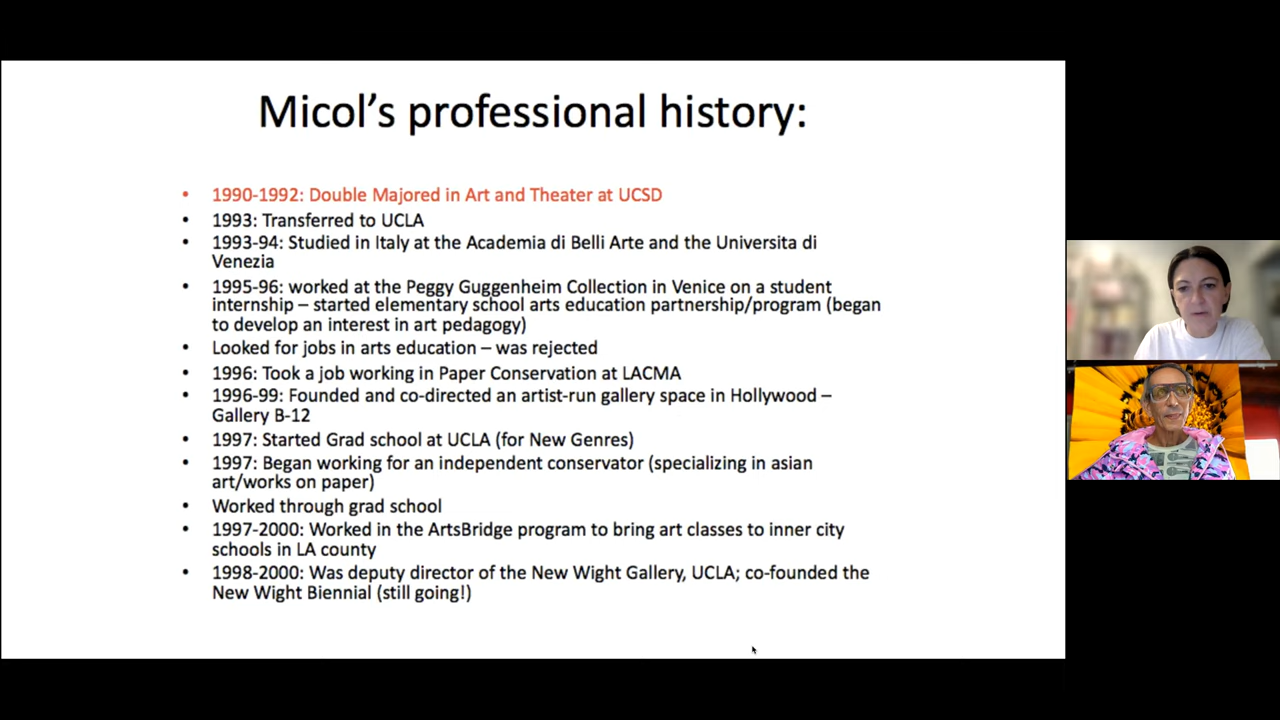 Micol's professional history:
• 1990-1992: Double Majored in Art and Theater at UCSD
• 1993: Transferred to UCLA
• 1993-94: Studied in Italy at the Academia di Belli Arte and the Universita di
Venezia
• 1995-96: worked at the Peggy Guggenheim Collection in Venice on a student
internship – started elementary school arts education partnership/program (began
to develop an interest in art pedagogy)
• Looked for jobs in arts education – was rejected
• 1996: Took a job working in Paper Conservation at LACMA
• 1996-99: Founded and co-directed an artist-run gallery space in Hollywood –
Gallery B-12
• 1997: Started Grad school at UCLA (for New Genres)
• 1997: Began working for an independent conservator (specializing in asian
art/works on paper)
• Worked through grad school
• 1997-2000: Worked in the ArtsBridge program to bring art classes to inner city
schools in LA county
• 1998-2000: Was deputy director of the New Wight Gallery, UCLA; co-founded the
New Wight Biennial (still going!)